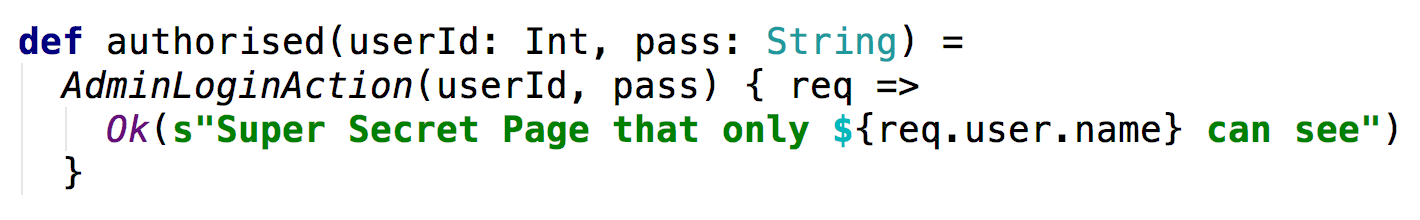 def authorised(userId: Int, pass: String) =
  AdminLoginAction(userId, pass) { req =>
    Ok(s"Super Secret Page that only ${req.user.name} can see")
  }